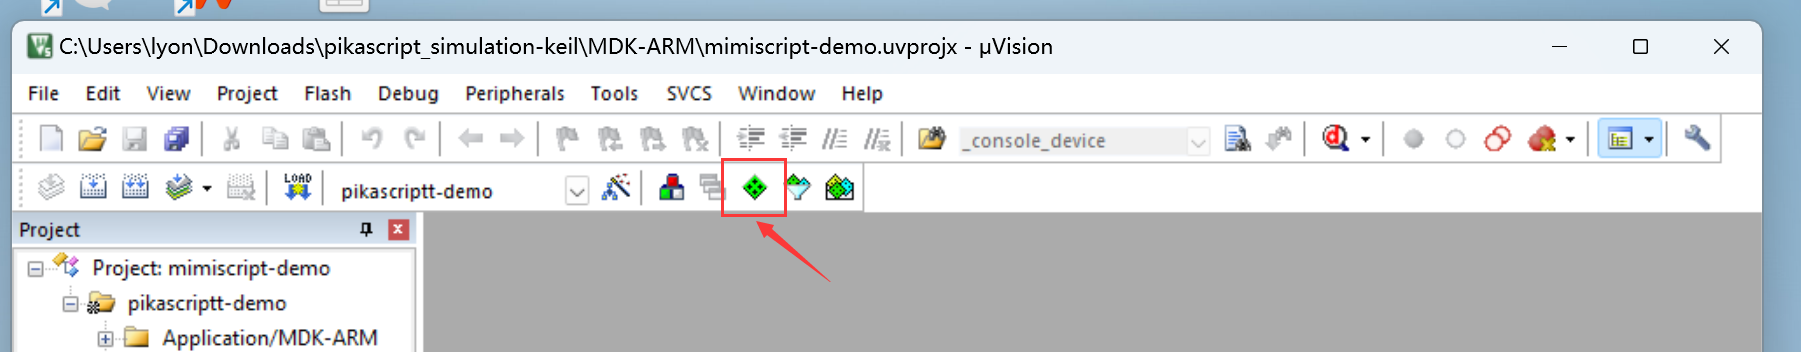 C:\Users\lyon\Downloads\pikascript_simulation-keil\MDK-ARM\mimiscript-demo.uvprojx - µVision
File Edit View Project Flash Debug Peripherals Tools SVCS Window Help
_console_device
LOAD pikascriptt-demo
Project
Project: mimiscript-demo
pikascriptt-demo
Application/MDK-ARM